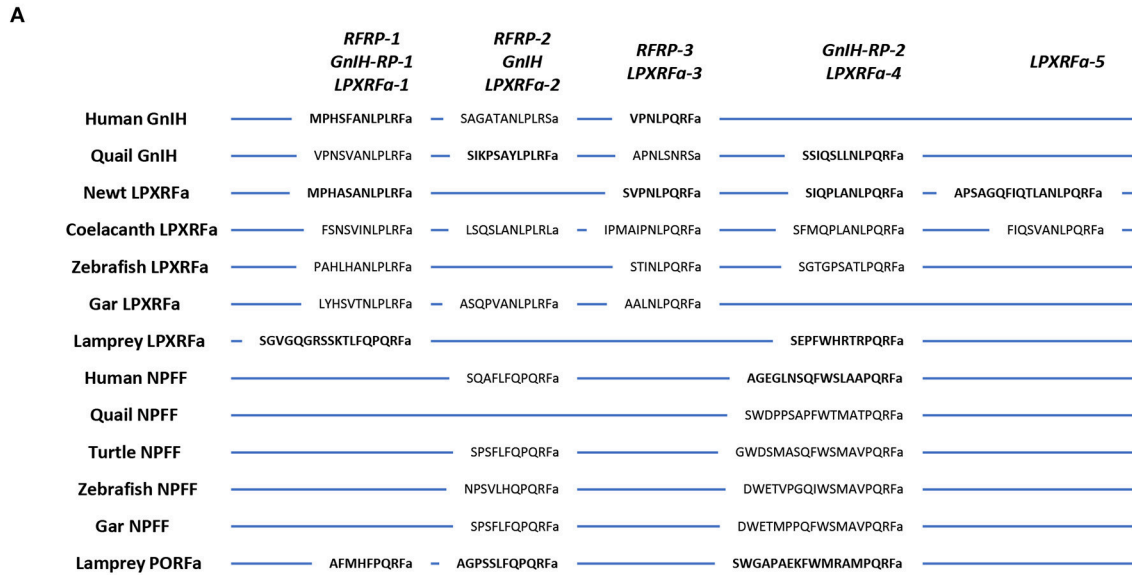 A
RFRP-1 RFRP-2 RFRP-3 GnIH-RP-2 LPXRFa-5
GnIH-RP-1 GnIH LPXRFa-3 LPXRFa-4
LPXRFa-1 LPXRFa-2
Human GnIH MPHSFANLPLRFa SAGATANLPLRSa VPNLPQRFa
Quail GnIH VPNSVANLPLRFa SIKPSAYLPLRFa APNLSNRSa SSIQSLLNLPQRFa
Newt LPXRFa MPHASANLPLRFa SVPNLPQRFa SIQPLANLPQRFa APSAGQFIQTLANLPQRFa
Coelacanth LPXRFa FSNSVINLPLRFa LSQSLANLPLRLa IPMAIPNLPQRFa SFMQPLANLPQRFa FIQSVANLPQRFa
Zebrafish LPXRFa PAHLHANLPLRFa STINLPQRFa SGTGPSATLPQRFa
Gar LPXRFa LYHSVTNLPLRFa ASQPVANLPLRFa AALNLPQRFa
Lamprey LPXRFa SGVGQGRSSKTLFQPQRFa SEPFWHRTRPQRFa
Human NPFF SQAFLFQPQRFa AGEGLNSQFWSLAAPQRFa
Quail NPFF SWDPPSAPFWTMATPQRFa
Turtle NPFF SPSFLFQPQRFa GWDSMASQFWSMAVPQRFa
Zebrafish NPFF NPSVLHQPQRFa DWETVPGQIWSMAVPQRFa
Gar NPFF SPSFLFQPQRFa DWETMPPQFWSMAVPQRFa
Lamprey PQRFa AFMHFPQRFa AGPSSLFQPQRFa SWGAPAEKFWMRAMPQRFa